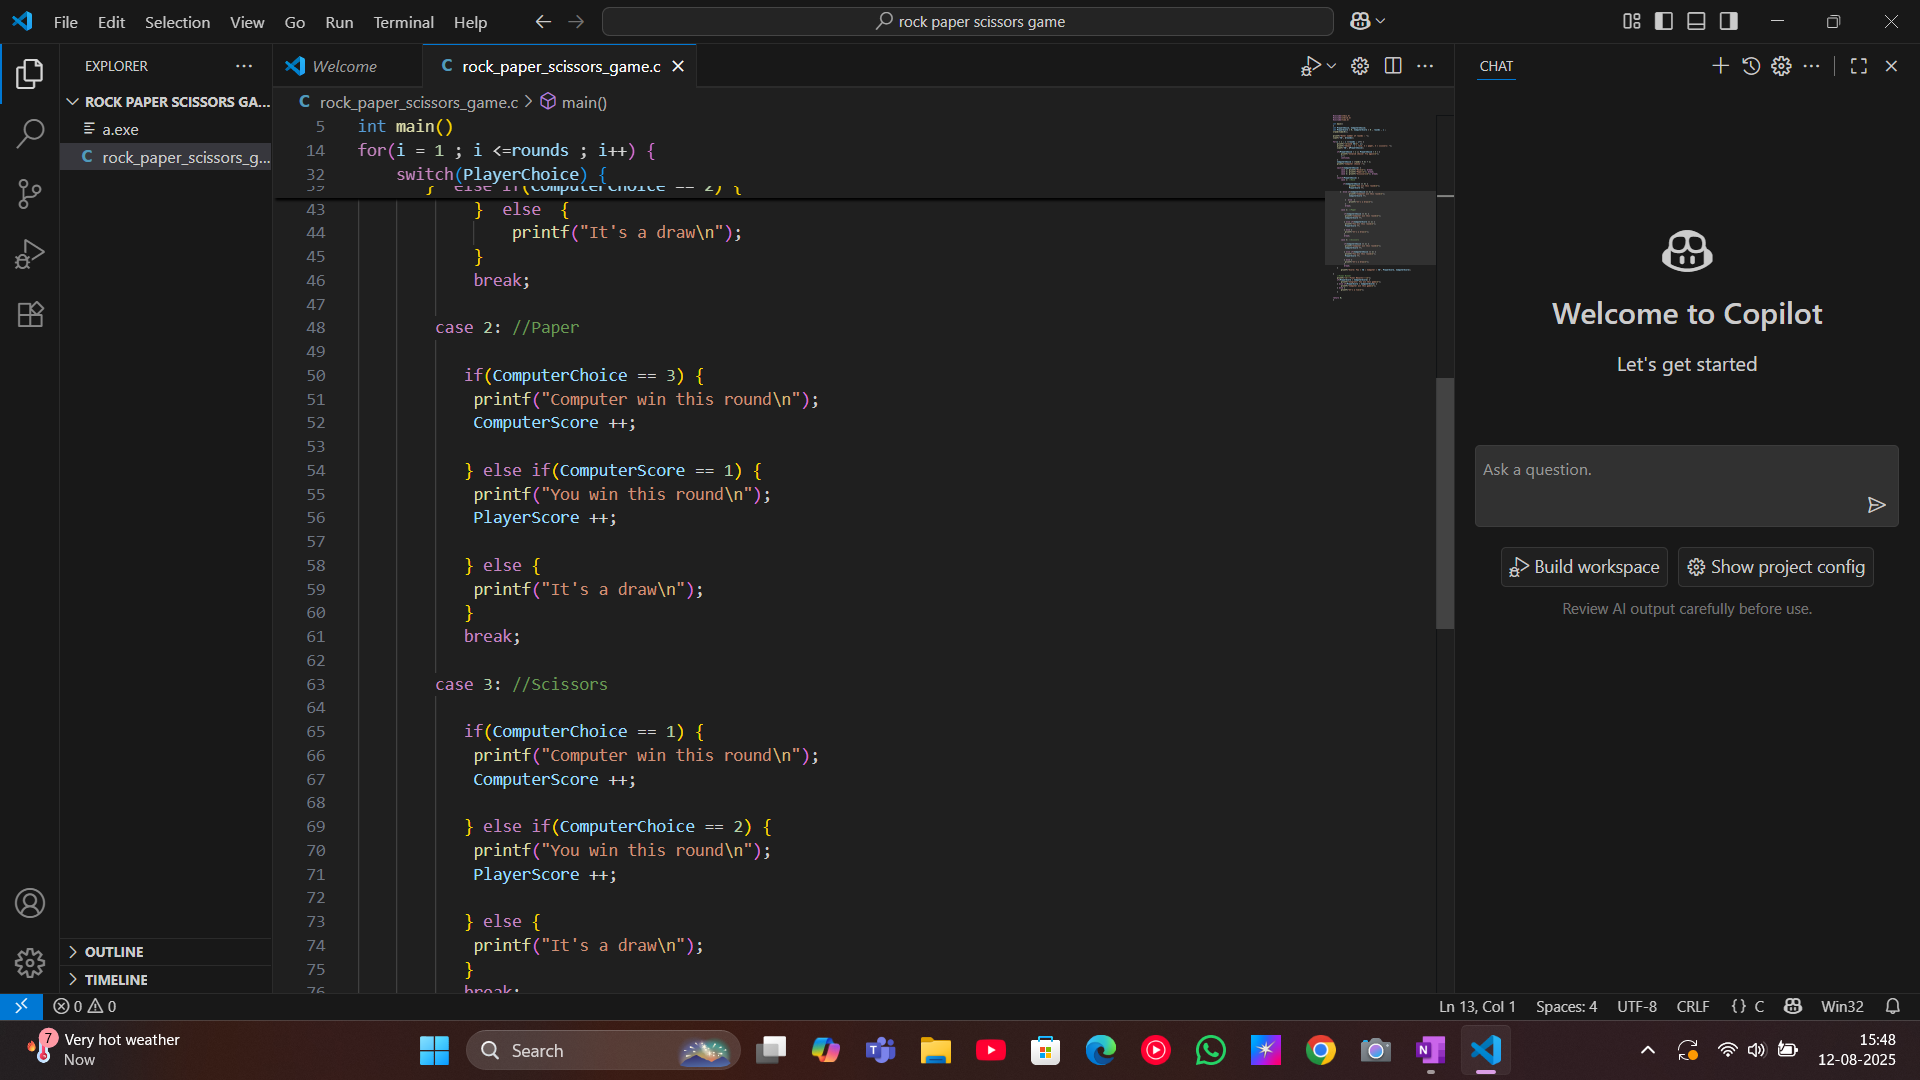 File Edit Selection View Go Run Terminal Help
rock paper scissors game
EXPLORER
ROCK PAPER SCISSORS GA...
a.exe
C rock_paper_scissors_g...
OUTLINE
TIMELINE
Welcome
C rock_paper_scissors_game.c
C rock_paper_scissors_game.c > main()
5 int main()
14 for(i = 1 ; i <=rounds ; i++) {
32 switch(PlayerChoice) {
39 } else if(ComputerChoice == 2) {
43 } else {
44 printf("It's a draw\n");
45 }
46 break;
47
48 case 2: //Paper
49
50 if(ComputerChoice == 3) {
51 printf("Computer win this round\n");
52 ComputerScore ++;
53
54 } else if(ComputerScore == 1) {
55 printf("You win this round\n");
56 PlayerScore ++;
57
58 } else {
59 printf("It's a draw\n");
60 }
61 break;
62
63 case 3: //Scissors
64
65 if(ComputerChoice == 1) {
66 printf("Computer win this round\n");
67 ComputerScore ++;
68
69 } else if(ComputerChoice == 2) {
70 printf("You win this round\n");
71 PlayerScore ++;
72
73 } else {
74 printf("It's a draw\n");
75 }
76 break;
CHAT
Welcome to Copilot
Let's get started
Ask a question.
Build workspace Show project config
Review AI output carefully before use.
0 0
Ln 13, Col 1 Spaces: 4 UTF-8 CRLF {} C Win32
7
Very hot weather
Now
Search
15:48
12-08-2025